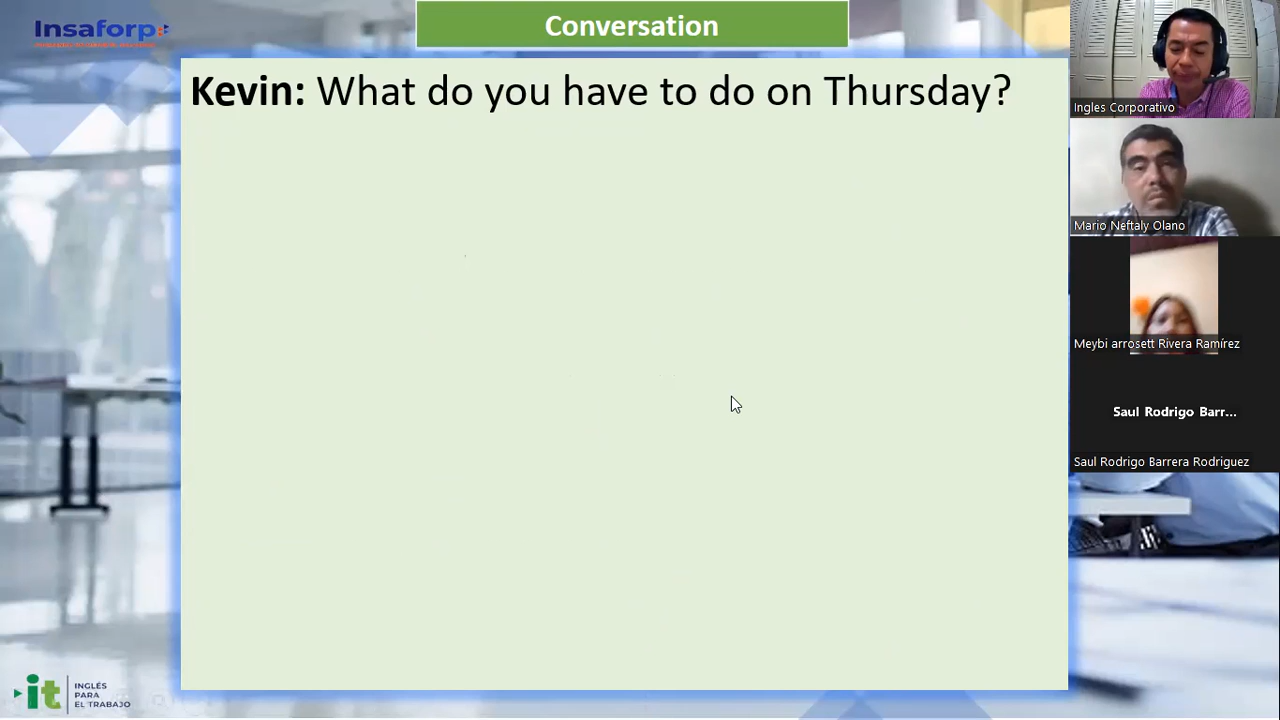 Insaforp
Conversation
Kevin: What do you have to do on Thursday?
Ingles Corporativo
Mario Neftaly Olano
Meybi arrosett Rivera Ramírez
Saul Rodrigo Barr...
Saul Rodrigo Barrera Rodriguez
it
INGLÉS
PARA
EL TRABAJO